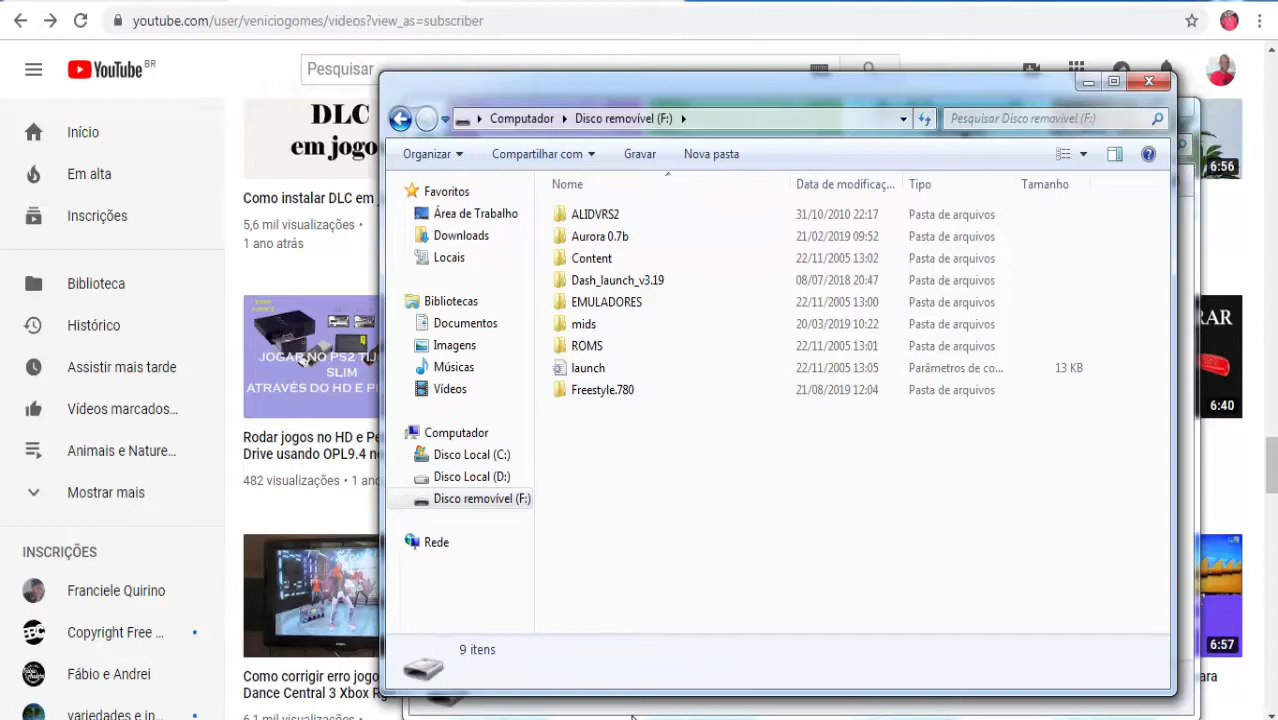 youtube.com/user/veniciogomes/videos?view_as=subscriber
YouTube BR
Pesquisar
Início
Em alta
Inscrições
Biblioteca
Histórico
Assistir mais tarde
Vídeos marcados...
Animais e Nature...
Mostrar mais
INSCRIÇÕES
Franciele Quirino
Copyright Free ...
Fábio e Andrei
variedades e in...
DLC
em jogo
Como instalar DLC em
5,6 mil visualizações •
1 ano atrás
JOGAR NO PS2 TIJ
SLIM
ATRAVÉS DO HD E P
Rodar jogos no HD e Pe
Drive usando OPL9.4 n
482 visualizações • 1 an
Como corrigir erro jogo
Dance Central 3 Xbox R
6,1 mil visualizações •
Computador Disco removível (F:)
Pesquisar Disco removível (F:)
Organizar Compartilhar com Gravar Nova pasta
Favoritos
Área de Trabalho
Downloads
Locais
Bibliotecas
Documentos
Imagens
Músicas
Vídeos
Computador
Disco Local (C:)
Disco Local (D:)
Disco removível (F:)
Rede
Nome Data de modificaç... Tipo Tamanho
ALIDVRS2 31/10/2010 22:17 Pasta de arquivos
Aurora 0.7b 21/02/2019 09:52 Pasta de arquivos
Content 22/11/2005 13:02 Pasta de arquivos
Dash_launch_v3.19 08/07/2018 20:47 Pasta de arquivos
EMULADORES 22/11/2005 13:00 Pasta de arquivos
mids 20/03/2019 10:22 Pasta de arquivos
ROMS 22/11/2005 13:01 Pasta de arquivos
launch 22/11/2005 13:05 Parâmetros de co... 13 KB
Freestyle.780 21/08/2019 12:04 Pasta de arquivos
9 itens
6:56
RAR
6:40
6:57
ara